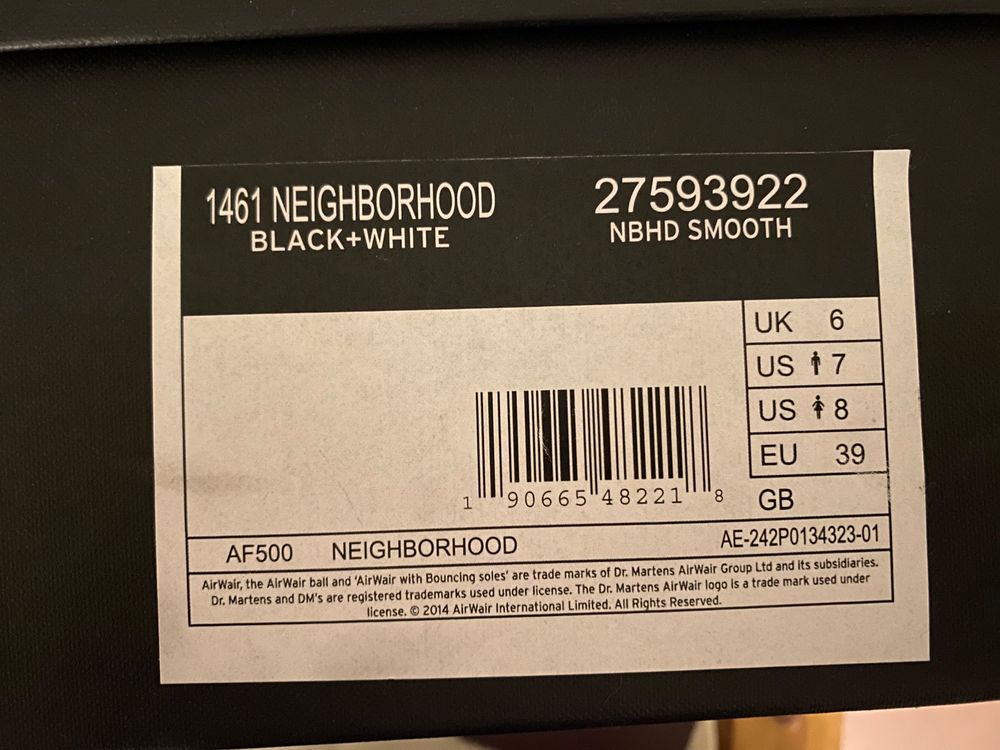 1461 NEIGHBORHOOD
BLACK+WHITE
27593922
NBHD SMOOTH
UK 6
US 7
US 8
EU 39
GB
1 90665 48221 8
AF500 NEIGHBORHOOD
AE-242P0134323-01
AirWair, the AirWair ball and 'AirWair with Bouncing soles' are trade marks of Dr. Martens AirWair Group Ltd and its subsidiaries.
Dr. Martens and DM's are registered trademarks used under license. The Dr. Martens AirWair logo is a trade mark used under
license. © 2014 AirWair International Limited. All Rights Reserved.